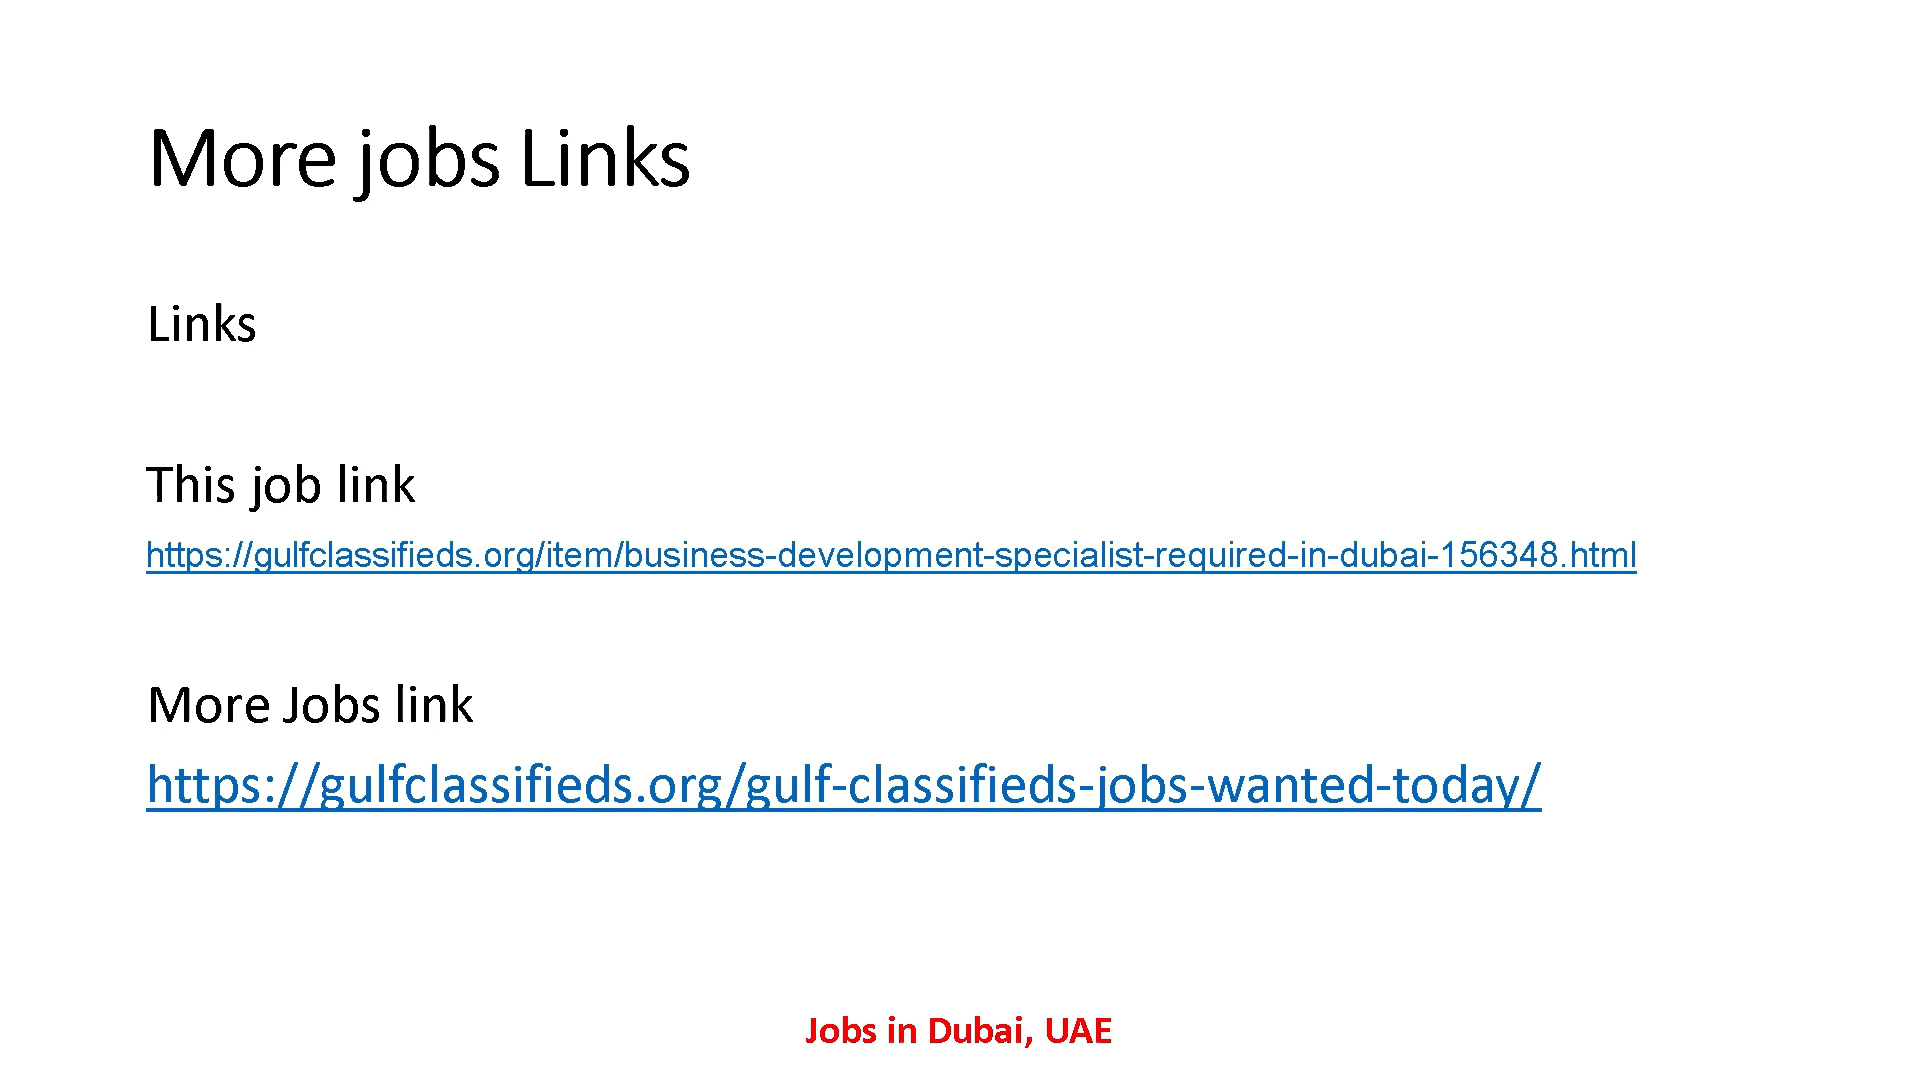 More jobs Links
Links
This job link
https://gulfclassifieds.org/item/business-development-specialist-required-in-dubai-156348.html
More Jobs link
https://gulfclassifieds.org/gulf-classifieds-jobs-wanted-today/
Jobs in Dubai, UAE